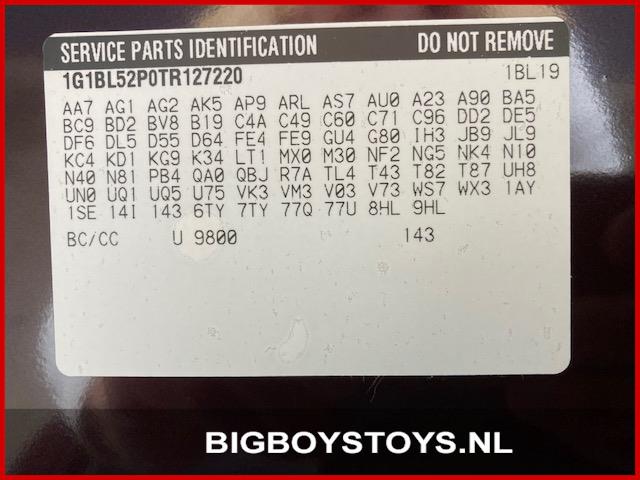 SERVICE PARTS IDENTIFICATION DO NOT REMOVE
1G1BL52P0TR127220 1BL19
AA7 AG1 AG2 AK5 AP9 ARL AS7 AU0 A23 A90 BA5
BC9 BD2 BV8 B19 C4A C49 C60 C71 C96 DD2 DE5
DF6 DL5 D55 D64 FE4 FE9 GU4 G80 IH3 JB9 JL9
KC4 KD1 KG9 K34 LT1 MX0 M30 NF2 NG5 NK4 N10
N40 N81 PB4 QA0 QBJ R7A TL4 T43 T82 T87 UH8
UN0 UQ1 UQ5 U75 VK3 VM3 V03 V73 WS7 WX3 1AY
1SE 14I 143 6TY 7TY 77Q 77U 8HL 9HL
BC/CC U 9800 143
BIGBOYSTOYS.NL